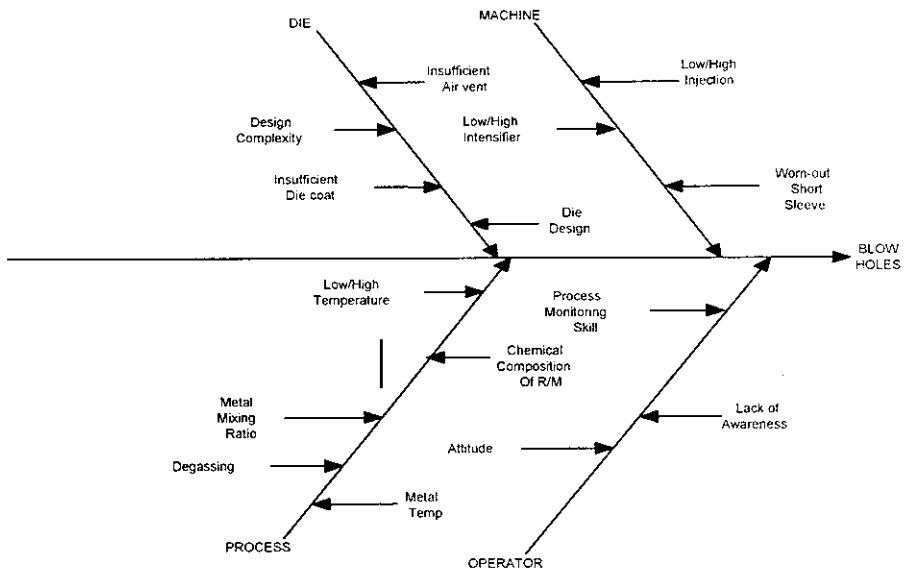 DIE
MACHINE
Insufficient
Air vent
Low/High
Injection
Design
Complexity
Low/High
Intensifier
Insufficient
Die coat
Worn-out
Short
Sleeve
Die
Design
BLOW
HOLES
Low/High
Temperature
Process
Monitoring
Skill
Chemical
Composition
Of R/M
Metal
Mixing
Ratio
Lack of
Awareness
Attitude
Degassing
Metal
Temp
PROCESS
OPERATOR